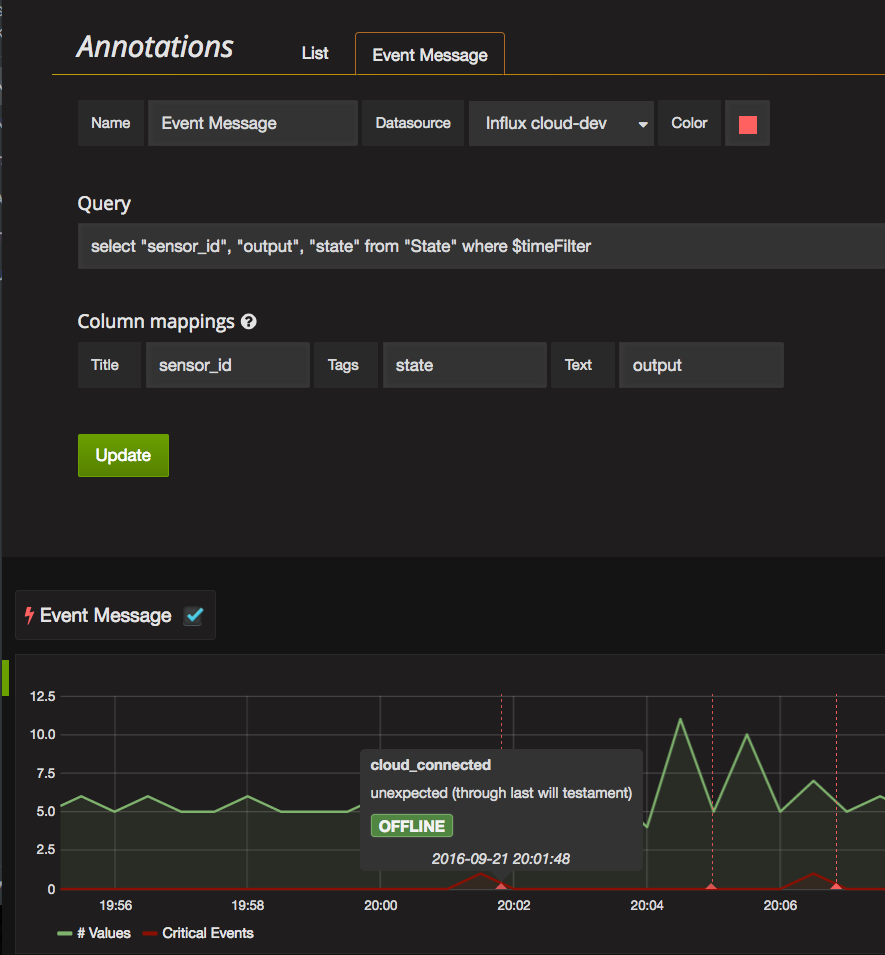 Annotations List Event Message
Name Event Message Datasource Influx cloud-dev Color
Query
select "sensor_id", "output", "state" from "State" where $timeFilter
Column mappings ?
Title sensor_id Tags state Text output
Update
Event Message
12.5
10.0
7.5
5.0
2.5
0
cloud_connected
unexpected (through last will testament)
OFFLINE
2016-09-21 20:01:48
19:56 19:58 20:00 20:02 20:04 20:06
# Values Critical Events